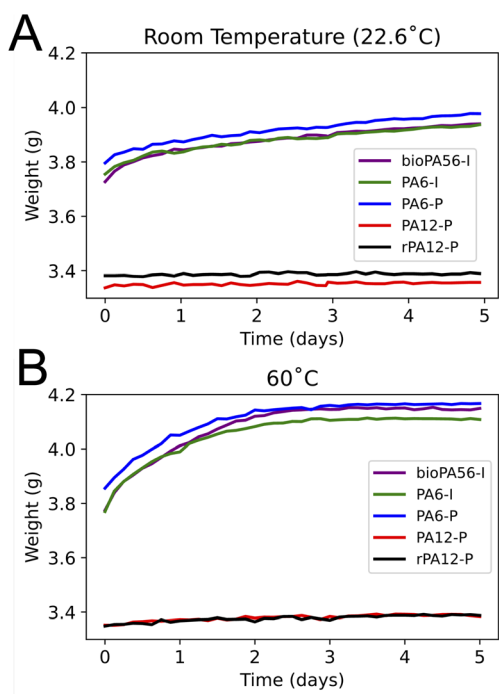 A
Room Temperature (22.6˚C)
4.2
4.0
3.8
3.6
3.4
Weight (g)
bioPA56-I
PA6-I
PA6-P
PA12-P
rPA12-P
0 1 2 3 4 5
Time (days)
B
60˚C
4.2
4.0
3.8
3.6
3.4
Weight (g)
bioPA56-I
PA6-I
PA6-P
PA12-P
rPA12-P
0 1 2 3 4 5
Time (days)